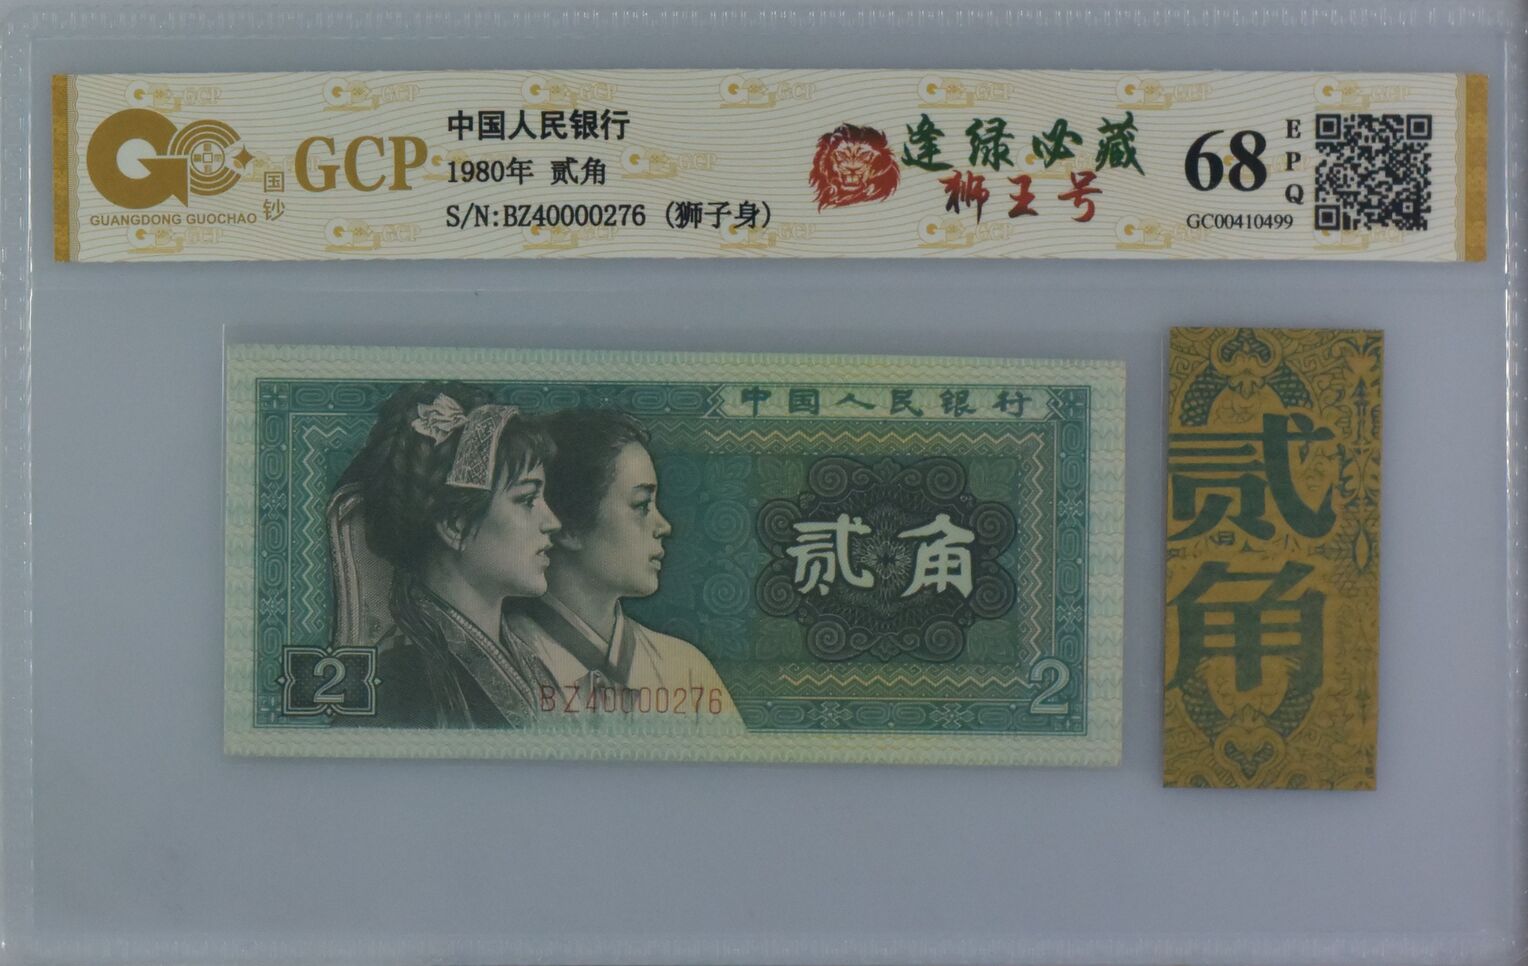 GCP
国钞
GUANGDONG GUOCHAO
中国人民银行
1980年 贰角
S/N:BZ40000276 (狮子身)
逢绿必藏
狮王号
68
EPQ
GC00410499
中国人民银行
贰角
2
BZ40000276
2
贰角